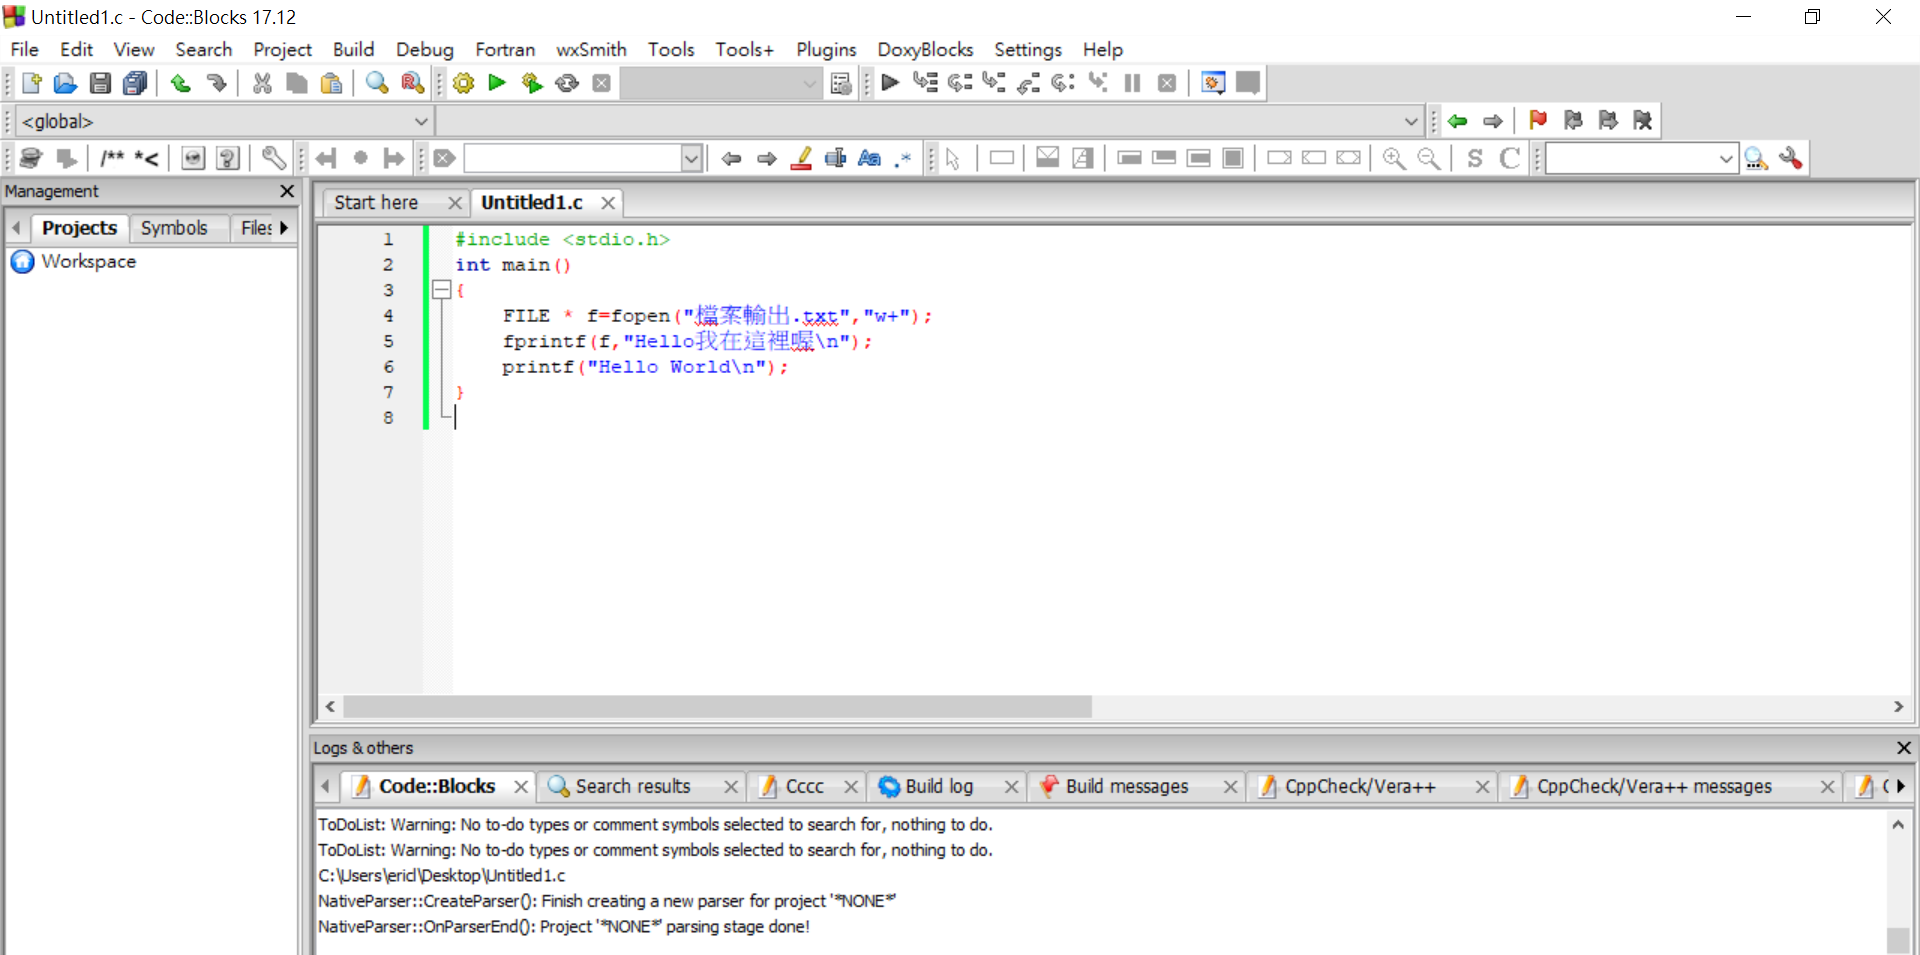 Untitled1.c - Code::Blocks 17.12
File Edit View Search Project Build Debug Fortran wxSmith Tools Tools+ Plugins DoxyBlocks Settings Help
<global>
/** *<
Aa .*
S C
Management
Projects Symbols Files
Workspace
Start here Untitled1.c
1 #include <stdio.h>
2 int main()
3 {
4 FILE * f=fopen("檔案輸出.txt","w+");
5 fprintf(f,"Hello我在這裡喔\n");
6 printf("Hello World\n");
7 }
8
Logs & others
Code::Blocks Search results Cccc Build log Build messages CppCheck/Vera++ CppCheck/Vera++ messages
ToDoList: Warning: No to-do types or comment symbols selected to search for, nothing to do.
ToDoList: Warning: No to-do types or comment symbols selected to search for, nothing to do.
C:\Users\ericl\Desktop\Untitled1.c
NativeParser::CreateParser(): Finish creating a new parser for project '*NONE*'
NativeParser::OnParserEnd(): Project '*NONE*' parsing stage done!